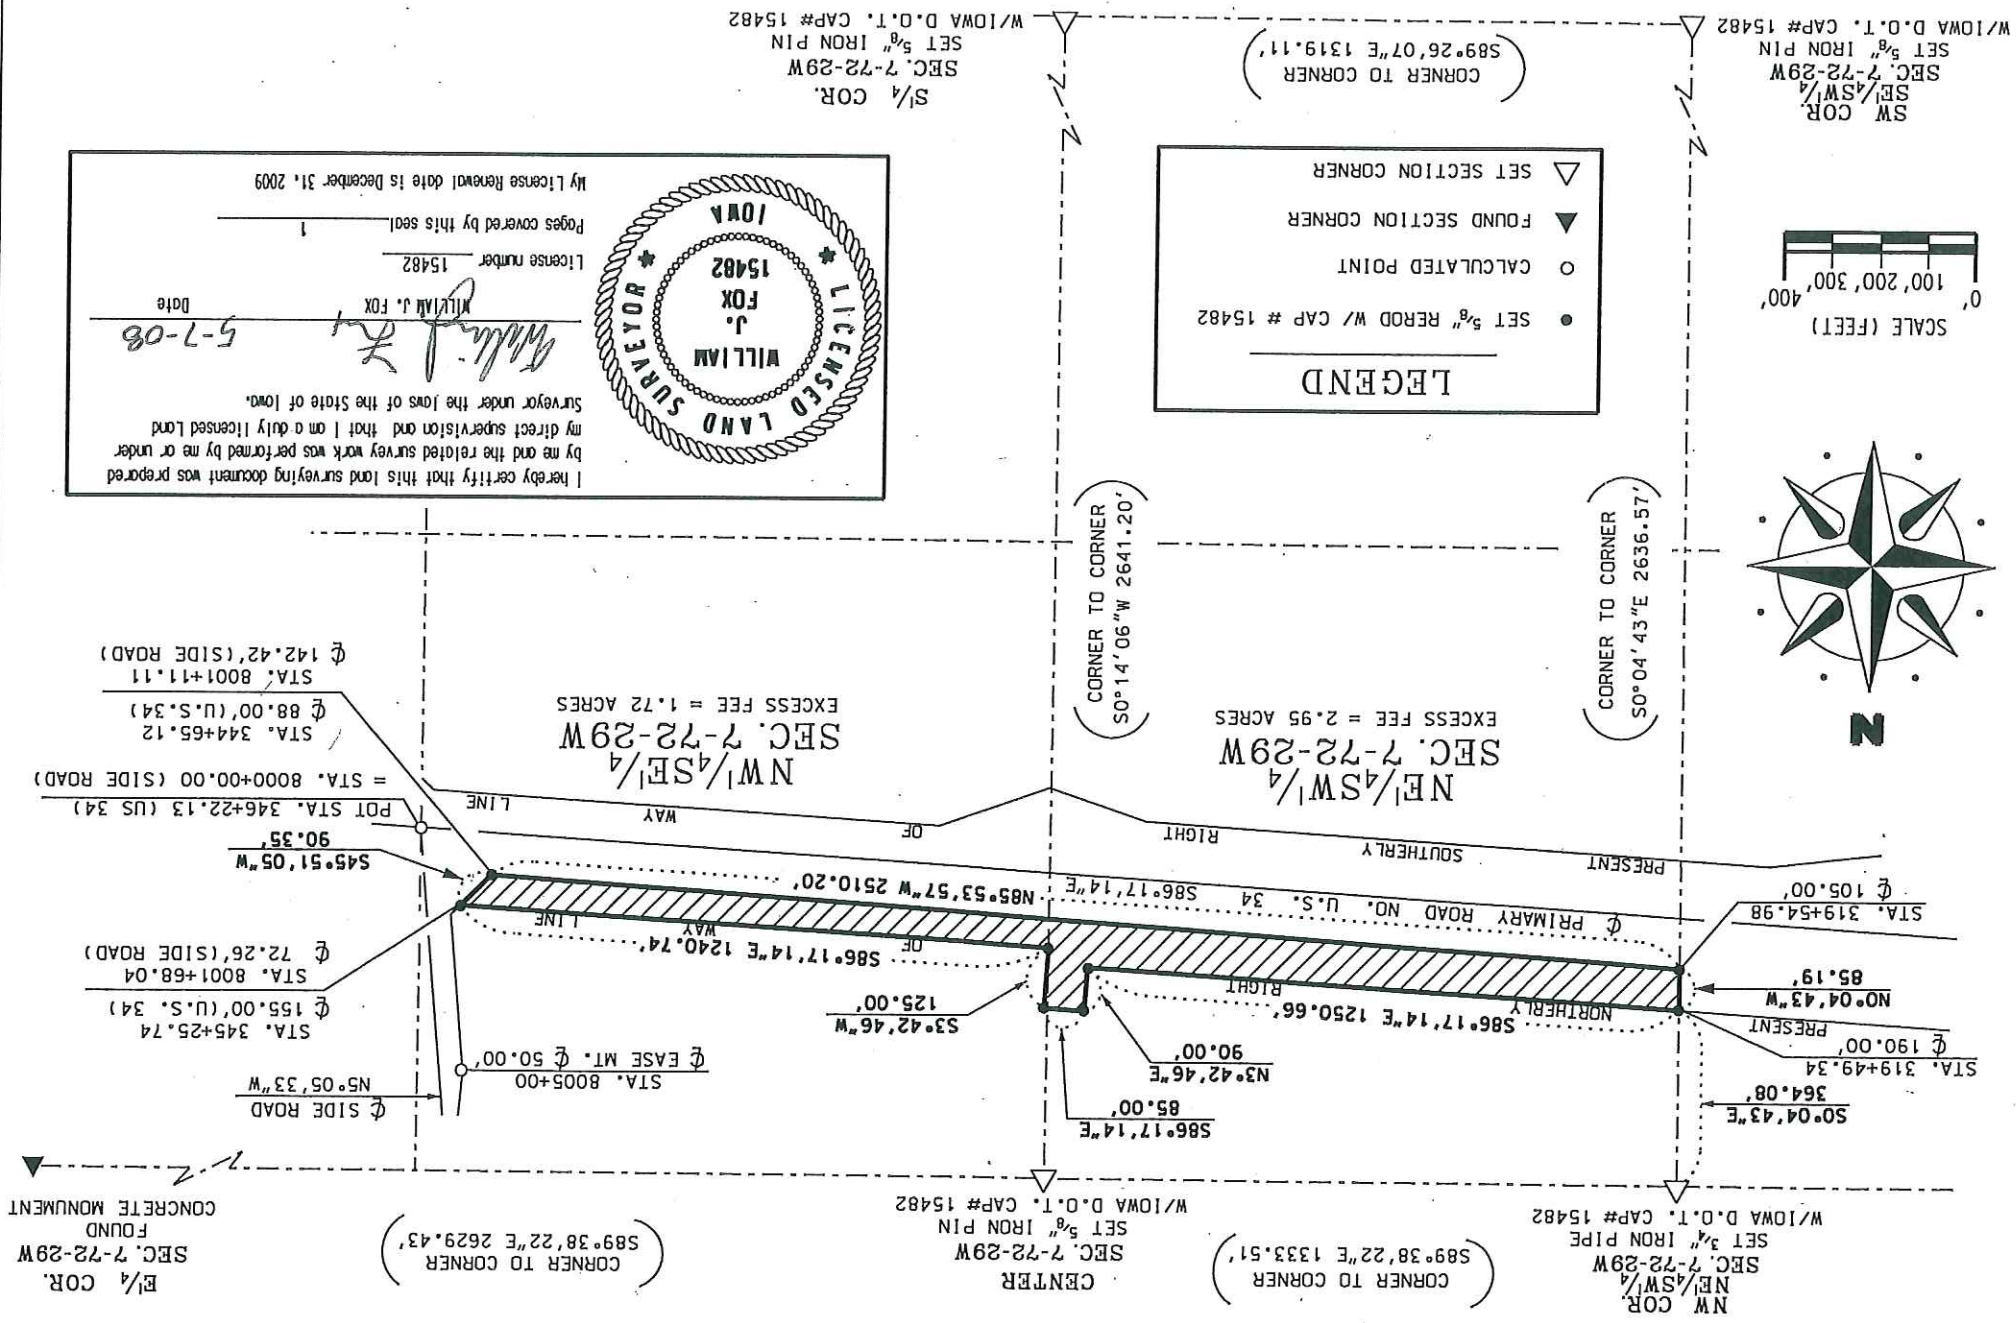 NW COR.
NE¼SW¼
SEC. 7-72-29W
SET ¾" IRON PIPE
W/IOWA D.O.T. CAP# 15482
CORNER TO CORNER
S89°38'22"E 1333.51'
CENTER
SEC. 7-72-29W
SET ⅝" IRON PIN
W/IOWA D.O.T. CAP# 15482
CORNER TO CORNER
S89°38'22"E 2629.43'
E¼ COR.
SEC. 7-72-29W
FOUND
CONCRETE MONUMENT
S0°04'43"E
364.08'
STA. 319+49.34
℄ 190.00'
PRESENT
N0°04'43"W
85.19'
STA. 319+54.98
℄ 105.00'
S86°17'14"E
85.00'
N3°42'46"E
90.00'
S3°42'46"W
125.00'
NORTHERLY RIGHT OF WAY LINE
S86°17'14"E 1250.66'
S86°17'14"E 1240.74'
℄ SIDE ROAD
N5°05'33"W
STA. 8005+00
℄ EASE MT. ℄ 50.00'
STA. 345+25.74
155.00'(U.S. 34)
STA. 8001+68.04
℄ 72.26'(SIDE ROAD)
S45°51'05"W
90.35'
℄ PRIMARY ROAD NO. U.S. 34 S86°17'14"E
N85°53'57"W 2510.20'
PRESENT SOUTHERLY RIGHT OF WAY LINE
POT STA. 346+22.13 (US 34)
= STA. 8000+00.00 (SIDE ROAD)
STA. 344+65.12
℄ 88.00'(U.S.34)
STA. 8001+11.11
℄ 142.42'(SIDE ROAD)
N
NE¼SW¼
SEC. 7-72-29W
EXCESS FEE = 2.95 ACRES
NW¼SE¼
SEC. 7-72-29W
EXCESS FEE = 1.72 ACRES
CORNER TO CORNER
S0°04'43"E 2636.57'
CORNER TO CORNER
S0°14'06"W 2641.20'
SCALE (FEET)
0' 100' 200' 300' 400'
LEGEND
● SET ⅝" REROD W/ CAP # 15482
○ CALCULATED POINT
▲ FOUND SECTION CORNER
△ SET SECTION CORNER
LICENSED LAND SURVEYOR
* IOWA *
WILLIAM
J.
FOX
15482
I hereby certify that this land surveying document was prepared
by me and the related survey work was performed by me or under
my direct supervision and that I am a duly licensed Land
Surveyor under the laws of the State of Iowa.
William J Fox 5-7-08
WILLIAM J. FOX Date
License number 15482
Pages covered by this seal 1
My License Renewal date is December 31, 2009
SW COR.
SE¼SW¼
SEC. 7-72-29W
SET ⅝" IRON PIN
W/IOWA D.O.T. CAP# 15482
CORNER TO CORNER
S89°26'07"E 1319.11'
S¼ COR.
SEC. 7-72-29W
SET ⅝" IRON PIN
W/IOWA D.O.T. CAP# 15482